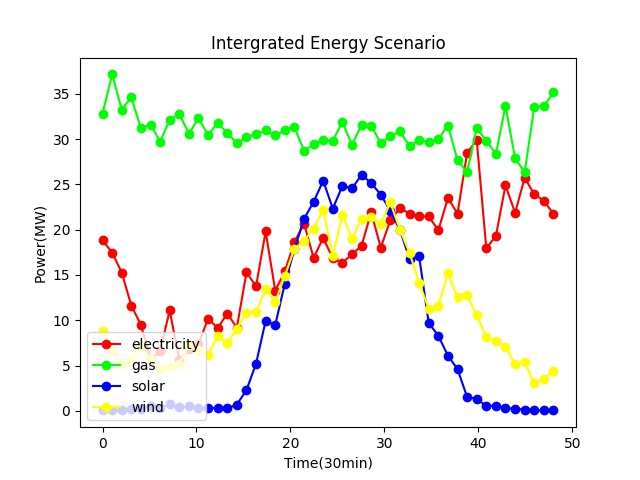 Intergrated Energy Scenario
Power(MW)
35
30
25
20
15
10
5
0
electricity
gas
solar
wind
0 10 20 30 40 50
Time(30min)